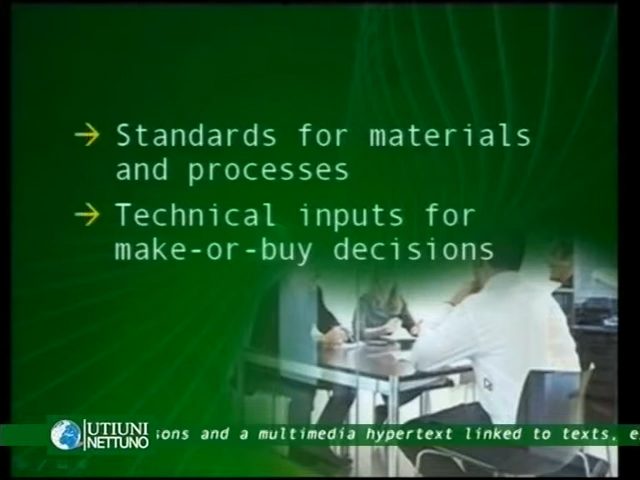 → Standards for materials
and processes
→ Technical inputs for
make-or-buy decisions
UTIUNI
NETTUNO
ions and a multimedia hypertext linked to texts, e